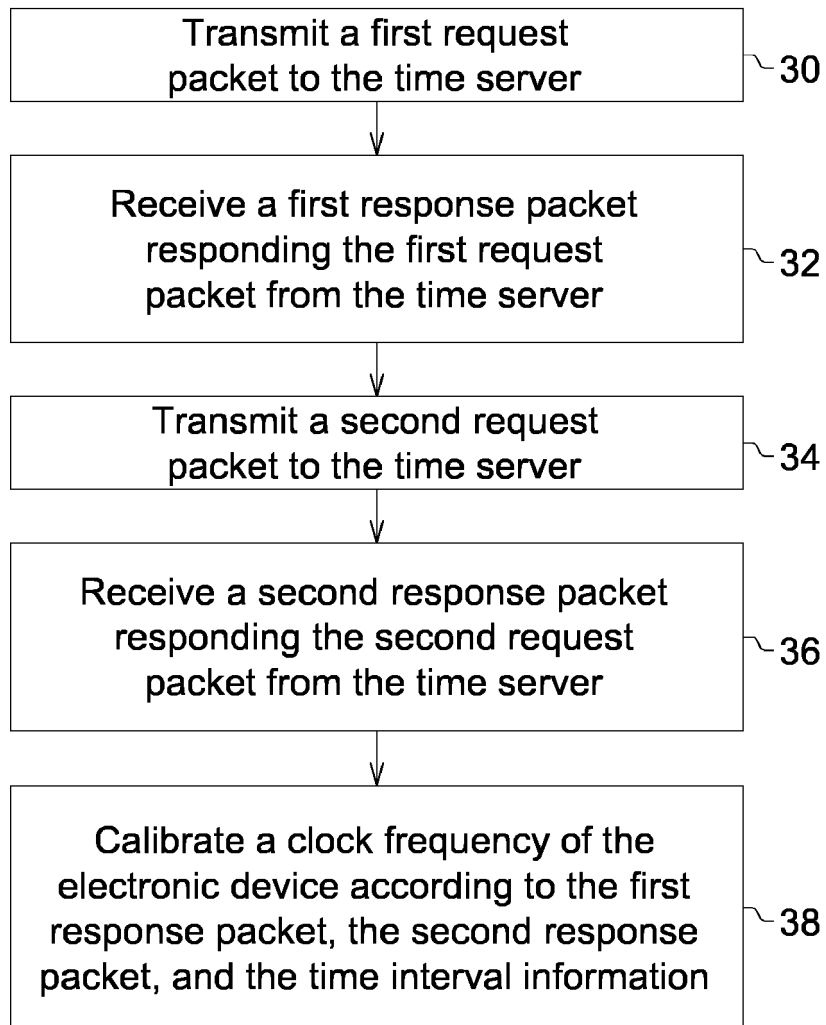 Transmit a first request
packet to the time server
30
Receive a first response packet
responding the first request
packet from the time server
32
Transmit a second request
packet to the time server
34
Receive a second response packet
responding the second request
packet from the time server
36
Calibrate a clock frequency of the
electronic device according to the first
response packet, the second response
packet, and the time interval information
38